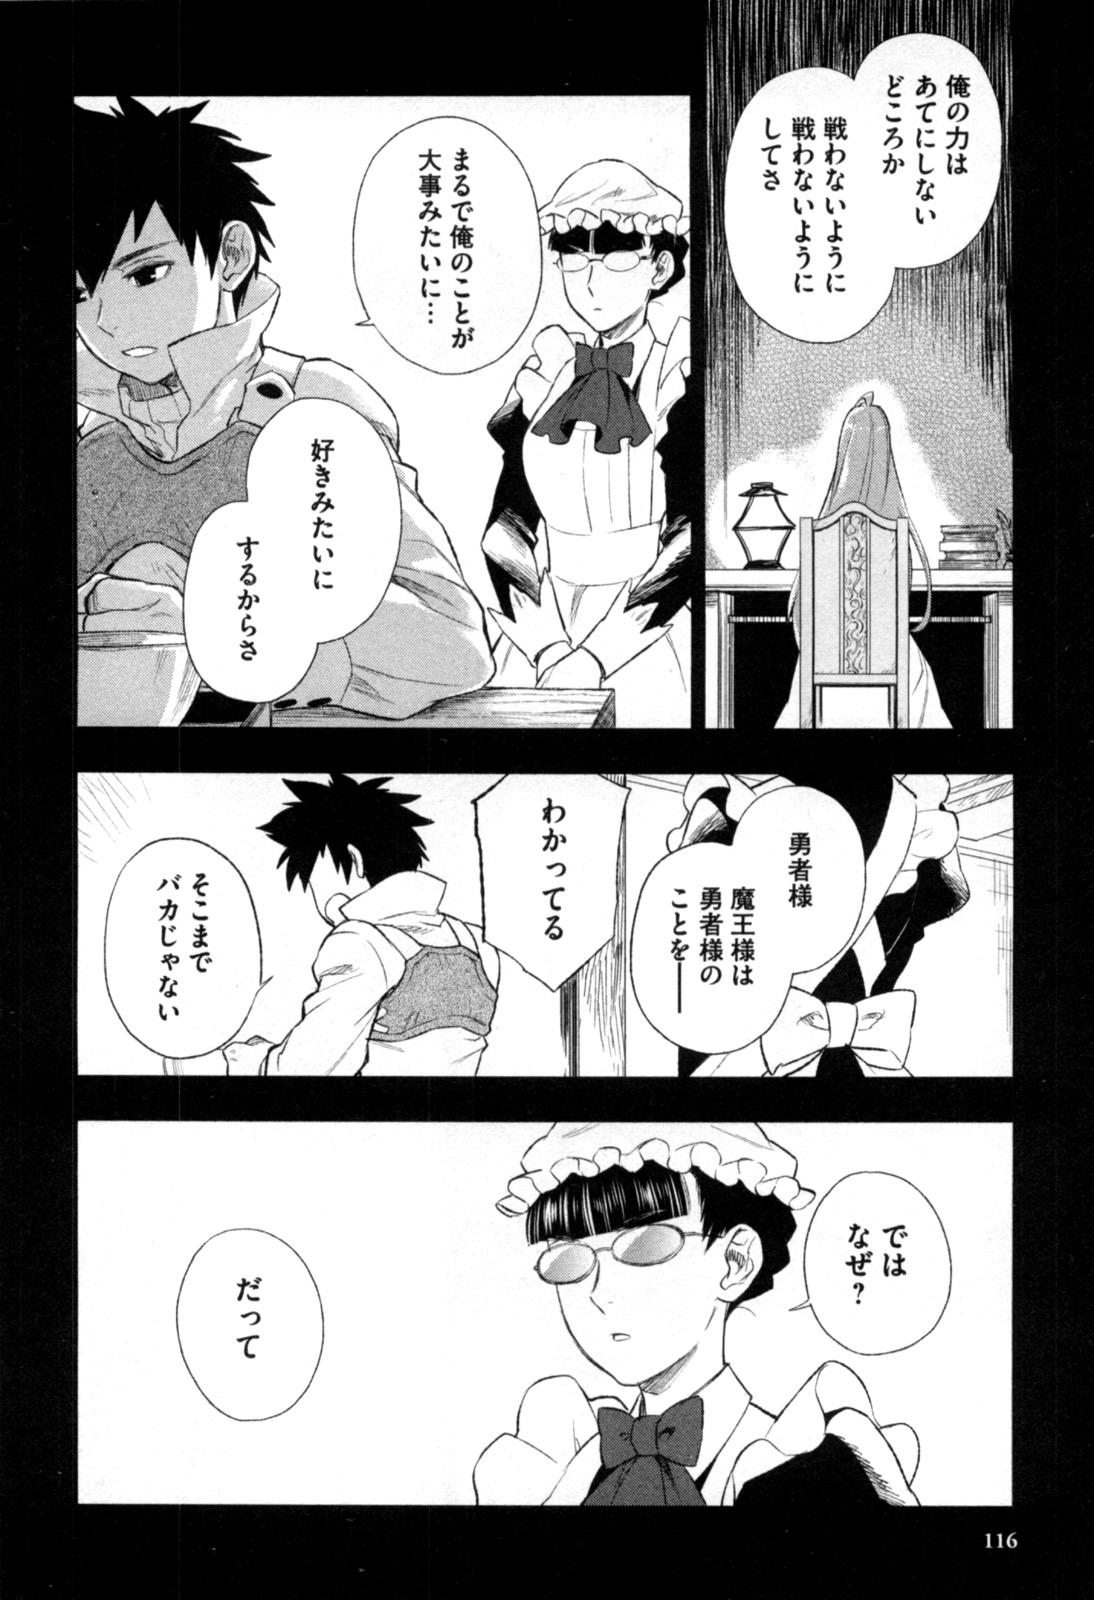 俺の力は
あてにしない
どころか
戦わないように
戦わないように
してさ
まるで俺のことが
大事みたいに…
好きみたいに
するからさ
勇者様
魔王様は
勇者様の
ことを――
わかってる
そこまで
バカじゃない
では
なぜ？
だって
116